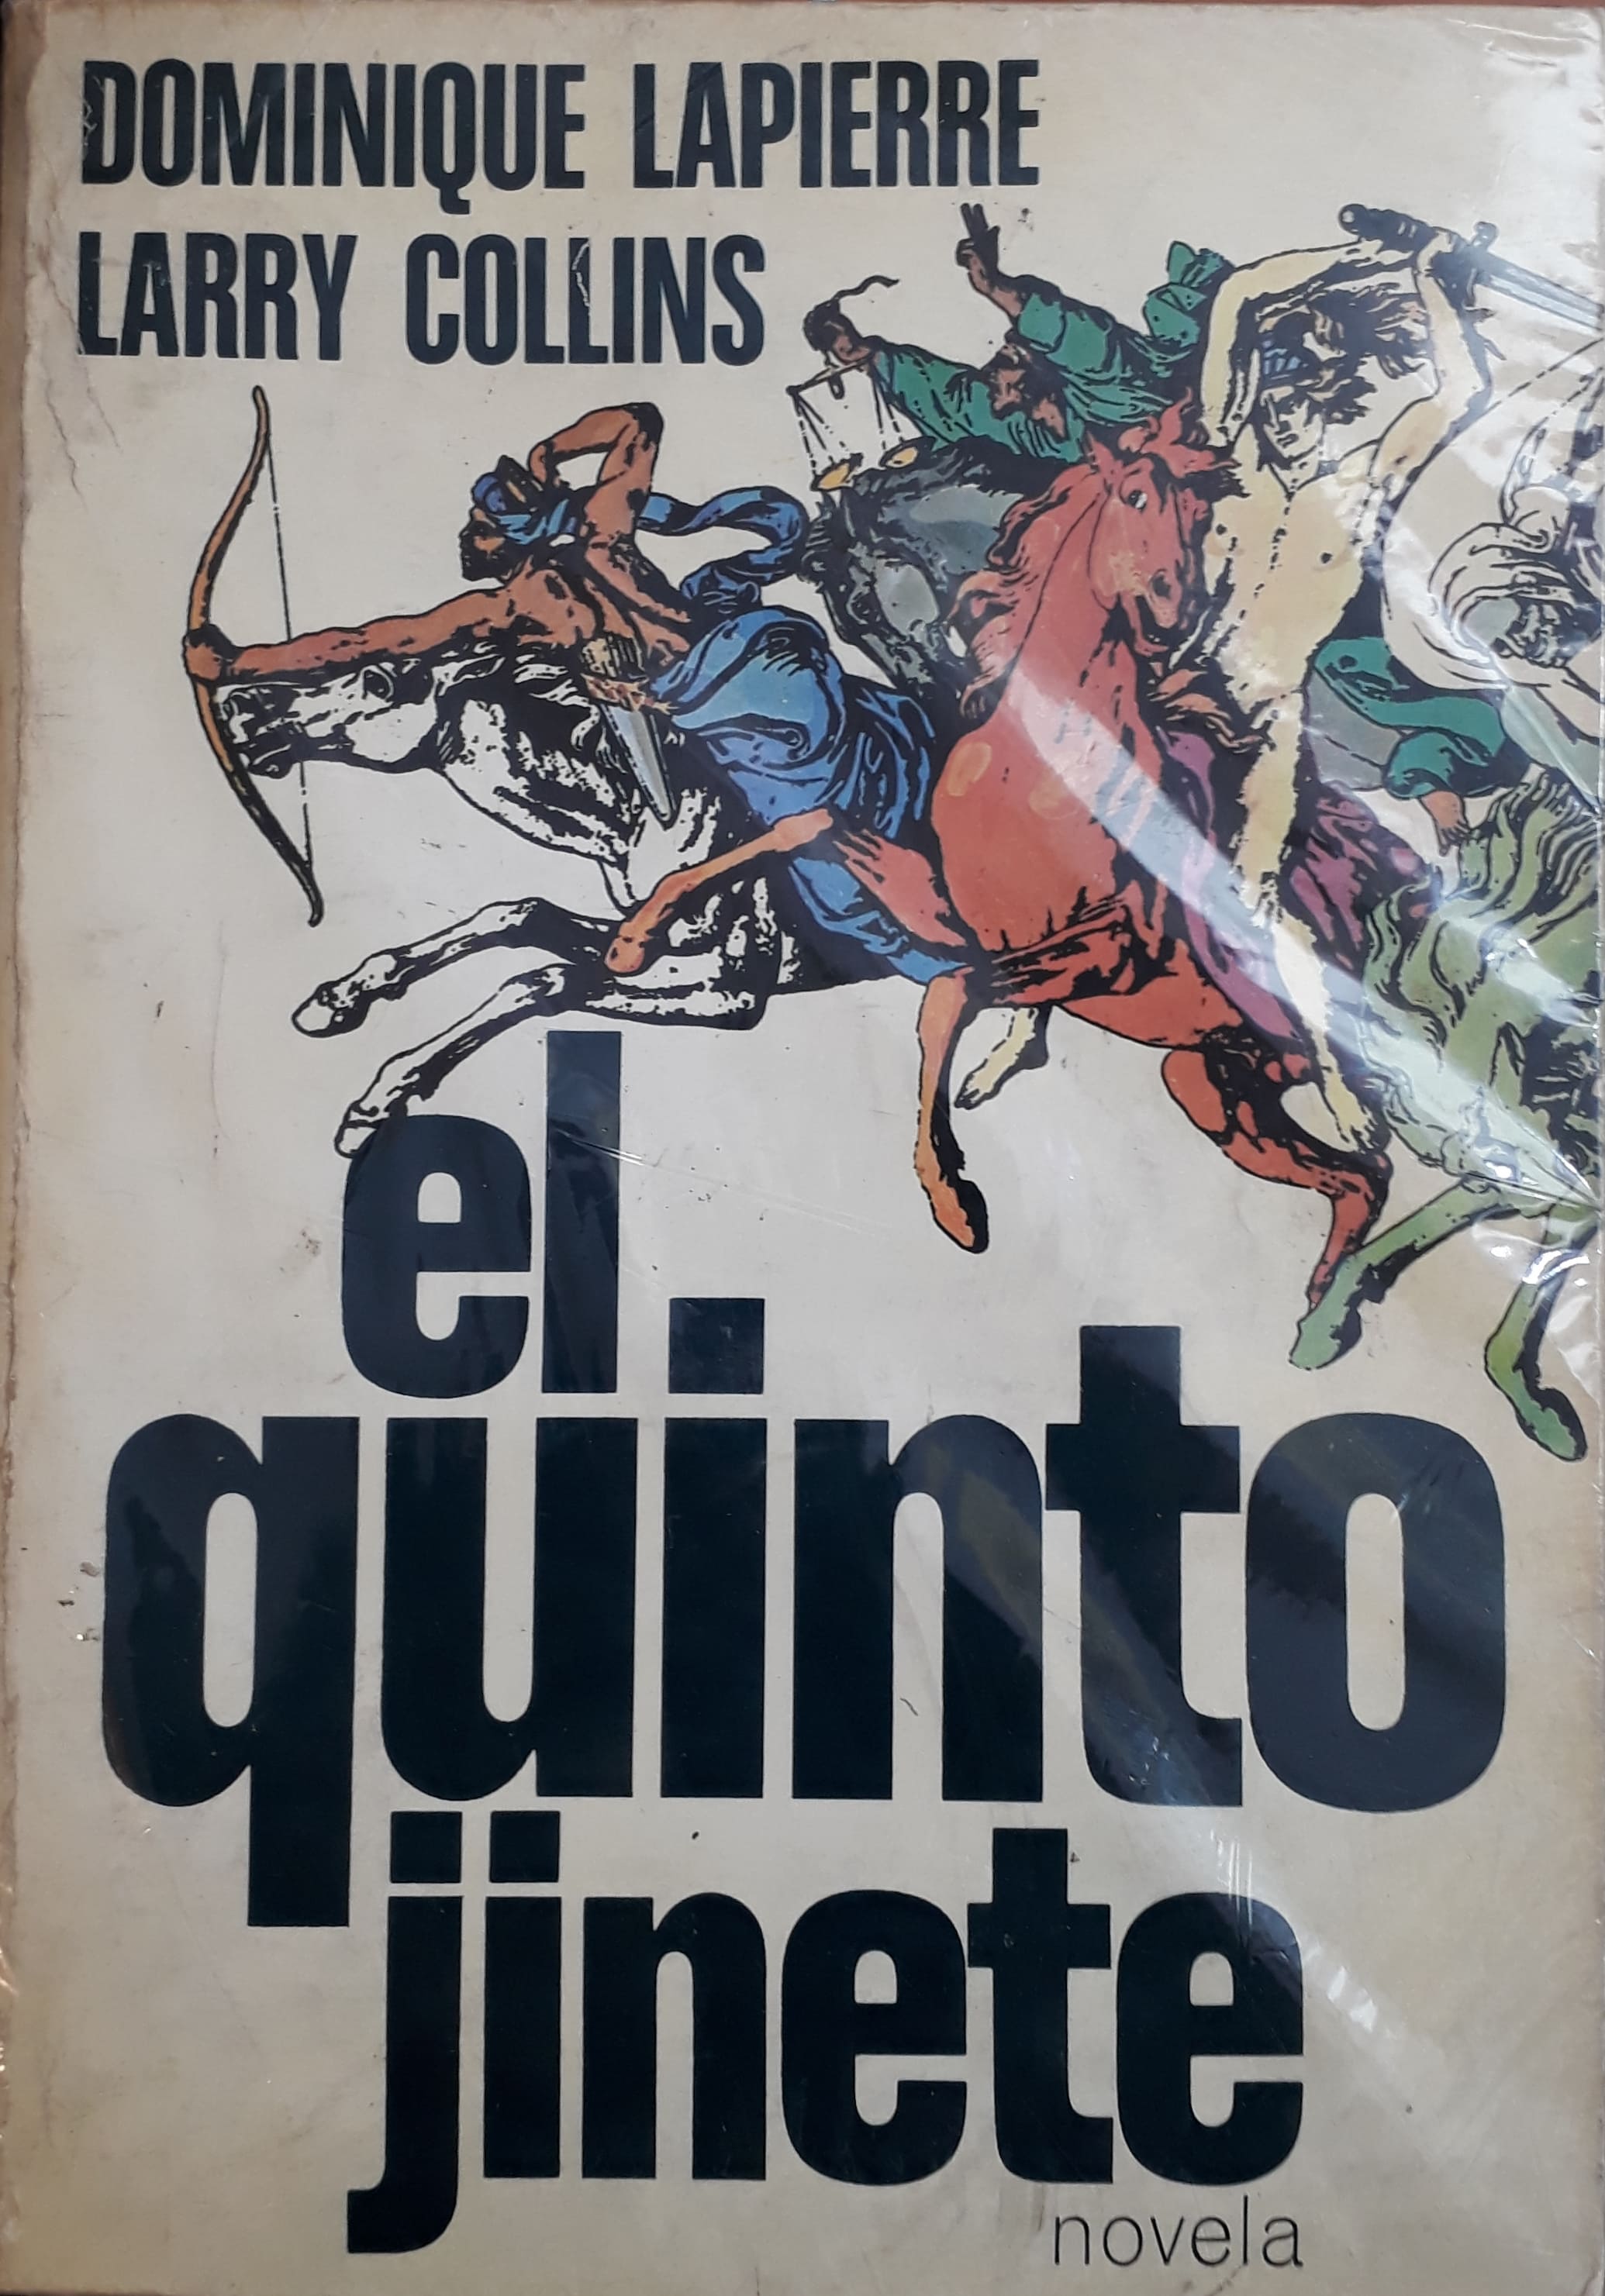 DOMINIQUE LAPIERRE
LARRY COLLINS
el
quinto
jinete
novela